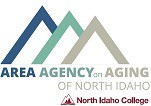 AREA AGENCY on AGING
OF NORTH IDAHO
North Idaho College